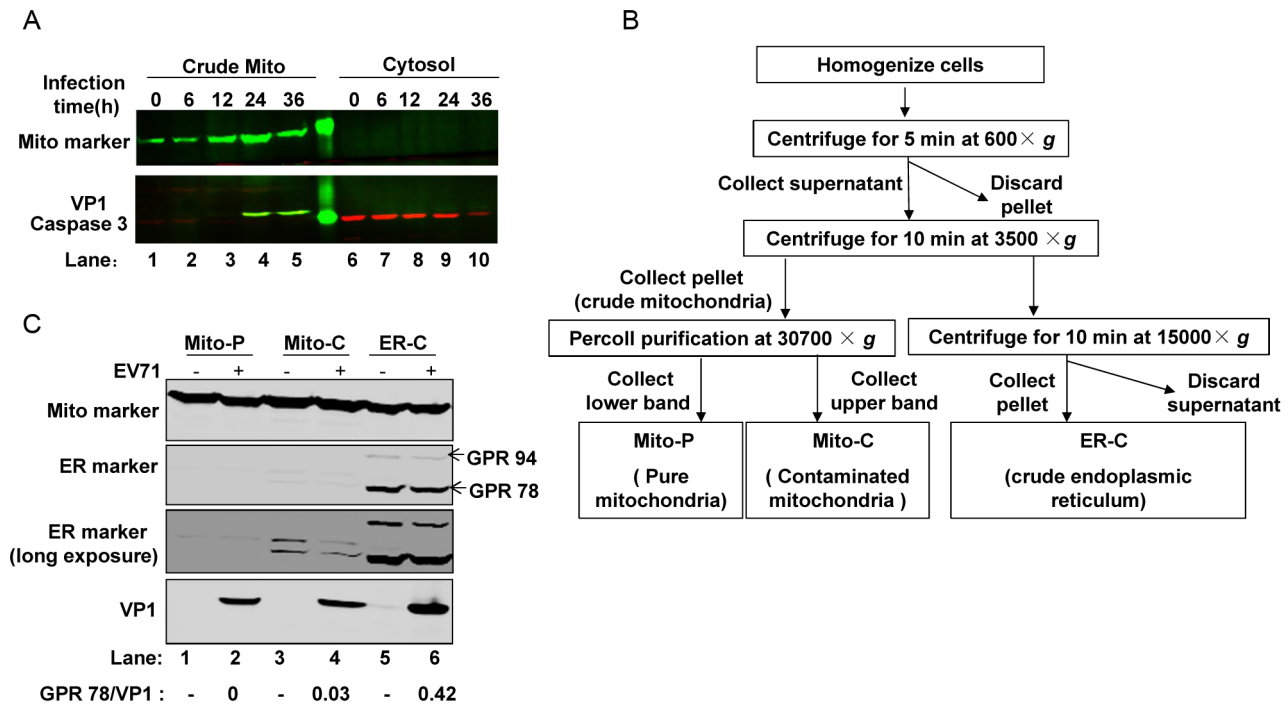 A
Crude Mito Cytosol
Infection
time(h)
0 6 12 24 36 0 6 12 24 36
Mito marker
VP1
Caspase 3
Lane: 1 2 3 4 5 6 7 8 9 10
B
Homogenize cells
Centrifuge for 5 min at 600× g
Collect supernatant
Discard
pellet
Centrifuge for 10 min at 3500 ×g
Collect pellet
(crude mitochondria)
Percoll purification at 30700 × g
Centrifuge for 10 min at 15000× g
Collect
lower band
Collect
upper band
Collect
pellet
Discard
supernatant
Mito-P
( Pure
mitochondria)
Mito-C
( Contaminated
mitochondria )
ER-C
(crude endoplasmic
reticulum)
C
Mito-P Mito-C ER-C
EV71 - + - + - +
Mito marker
ER marker
GPR 94
GPR 78
ER marker
(long exposure)
VP1
Lane: 1 2 3 4 5 6
GPR 78/VP1 : - 0 - 0.03 - 0.42